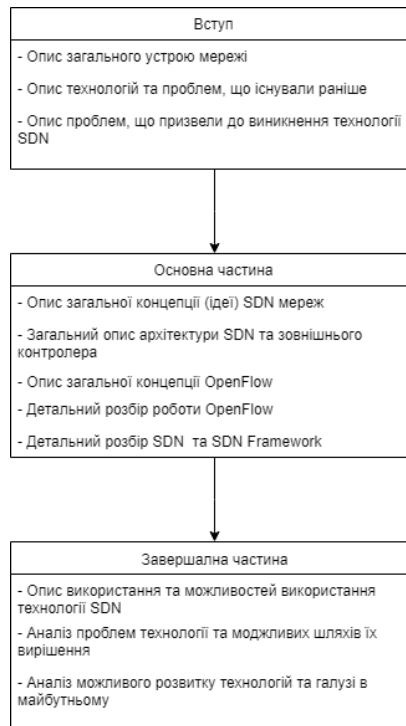 Вступ
- Опис загального устрою мережі
- Опис технологій та проблем, що існували раніше
- Опис проблем, що призвели до виникнення технології
SDN
Основна частина
- Опис загальної концепції (ідеї) SDN мереж
- Загальний опис архітектури SDN та зовнішнього
контролера
- Опис загальної концепції OpenFlow
- Детальний розбір роботи OpenFlow
- Детальний розбір SDN та SDN Framework
Завершална частина
- Опис використання та можливостей використання
технології SDN
- Аналіз проблем технології та моджливих шляхів їх
вирішення
- Аналіз можливого розвитку технологій та галузі в
майбутньому